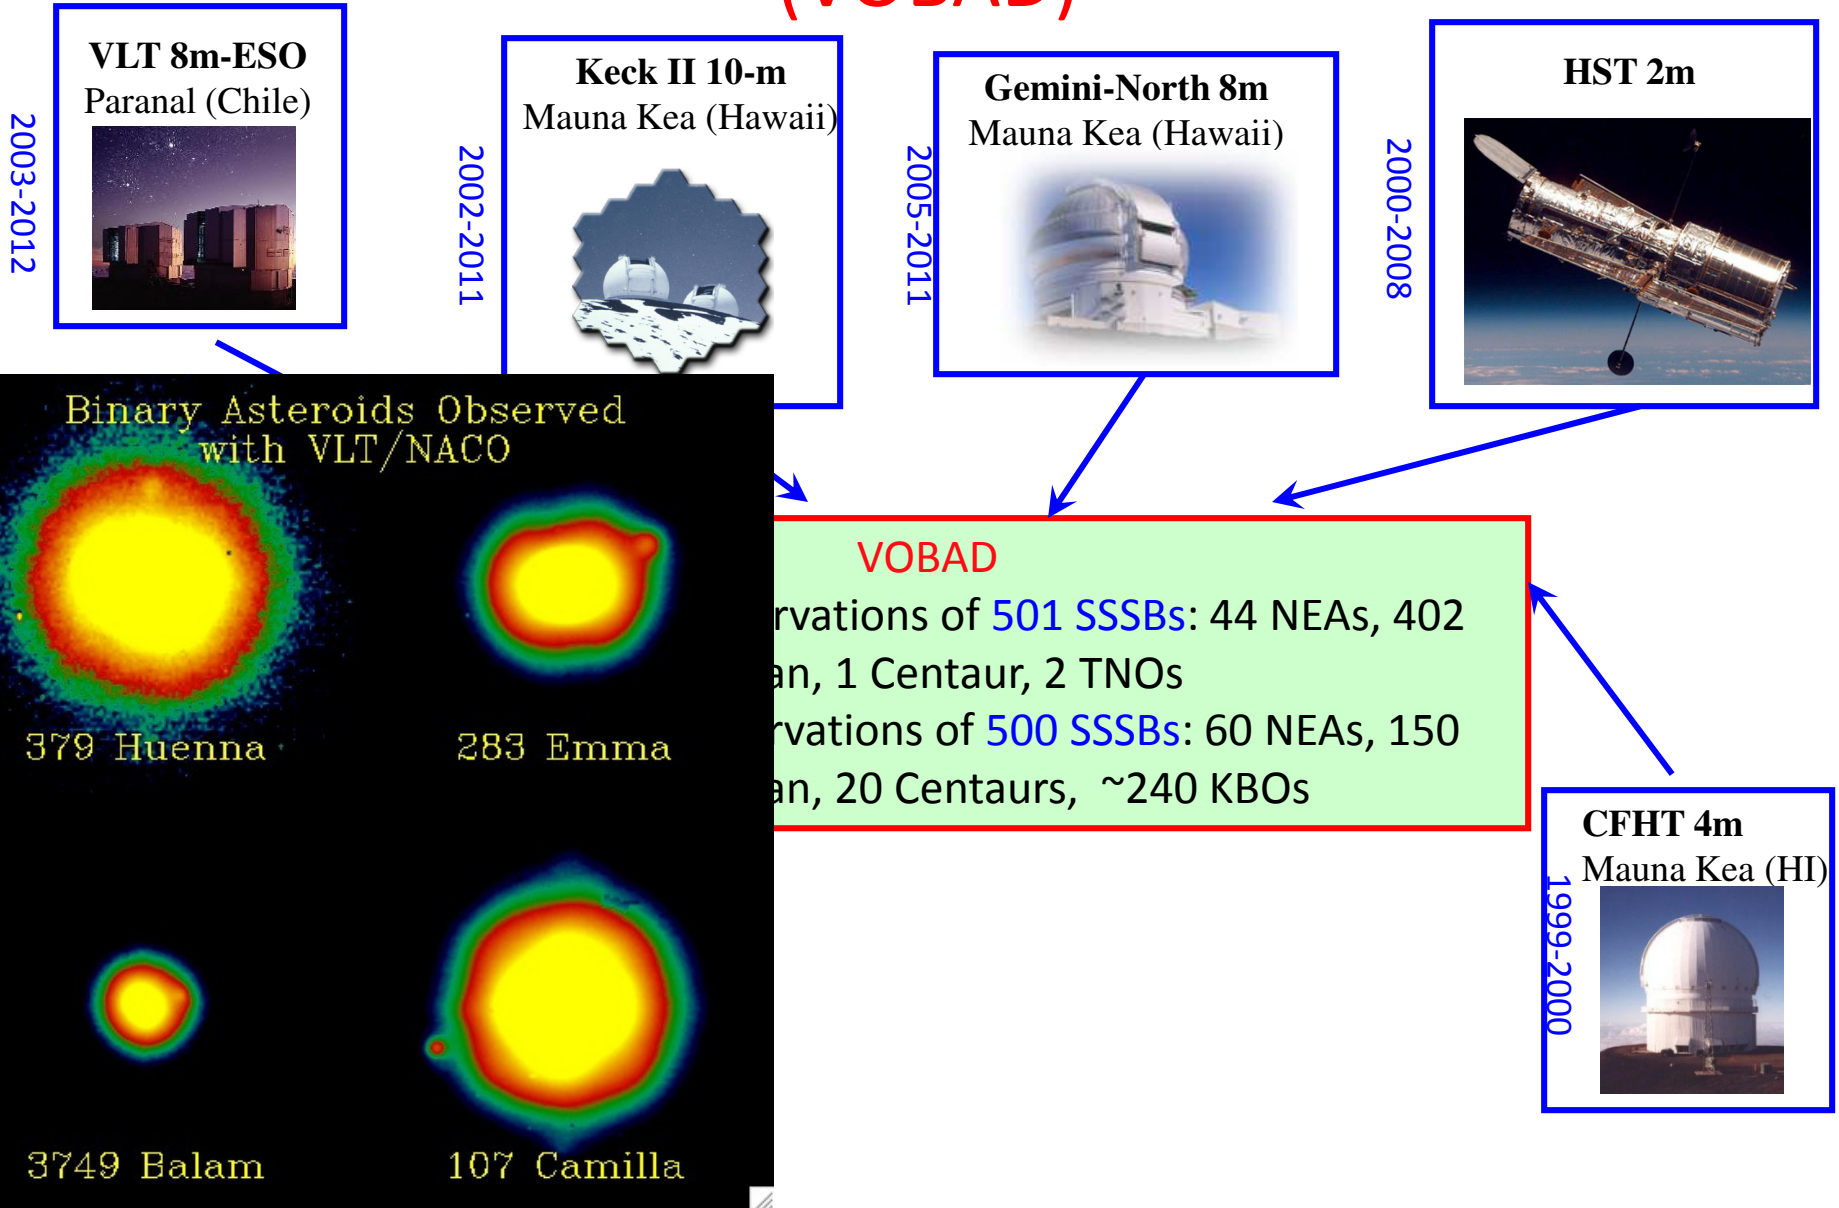 (VOBAD)
VLT 8m-ESO
Paranal (Chile)
2003-2012
Keck II 10-m
Mauna Kea (Hawaii)
2002-2011
Gemini-North 8m
Mauna Kea (Hawaii)
2005-2011
HST 2m
2000-2008
Binary Asteroids Observed
with VLT/NACO
379 Huenna
283 Emma
3749 Balam
107 Camilla
VOBAD
rvations of 501 SSSBs: 44 NEAs, 402
an, 1 Centaur, 2 TNOs
rvations of 500 SSSBs: 60 NEAs, 150
an, 20 Centaurs, ~240 KBOs
CFHT 4m
Mauna Kea (HI)
1999-2000